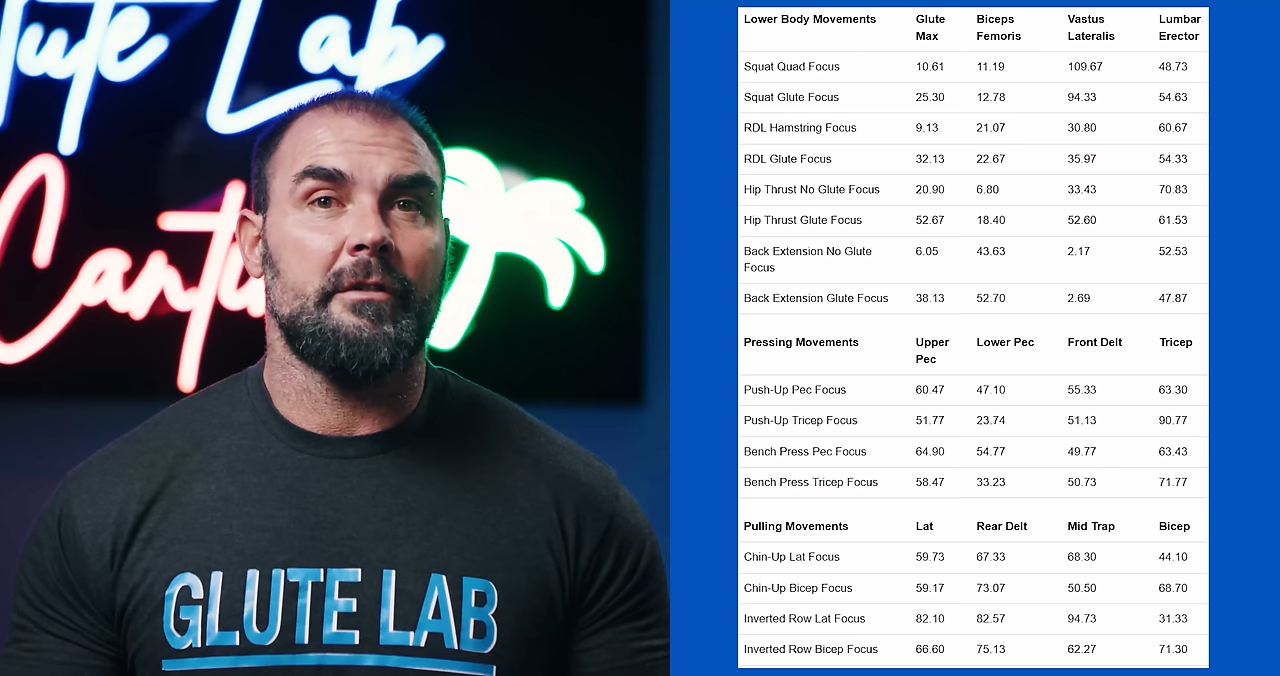 Glute Lab
Cantina
GLUTE LAB
Lower Body Movements Glute Max Biceps Femoris Vastus Lateralis Lumbar Erector
Squat Quad Focus 10.61 11.19 109.67 48.73
Squat Glute Focus 25.30 12.78 94.33 54.63
RDL Hamstring Focus 9.13 21.07 30.80 60.67
RDL Glute Focus 32.13 22.67 35.97 54.33
Hip Thrust No Glute Focus 20.90 6.80 33.43 70.83
Hip Thrust Glute Focus 52.67 18.40 52.60 61.53
Back Extension No Glute Focus 6.05 43.63 2.17 52.53
Back Extension Glute Focus 38.13 52.70 2.69 47.87
Pressing Movements Upper Pec Lower Pec Front Delt Tricep
Push-Up Pec Focus 60.47 47.10 55.33 63.30
Push-Up Tricep Focus 51.77 23.74 51.13 90.77
Bench Press Pec Focus 64.90 54.77 49.77 63.43
Bench Press Tricep Focus 58.47 33.23 50.73 71.77
Pulling Movements Lat Rear Delt Mid Trap Bicep
Chin-Up Lat Focus 59.73 67.33 68.30 44.10
Chin-Up Bicep Focus 59.17 73.07 50.50 68.70
Inverted Row Lat Focus 82.10 82.57 94.73 31.33
Inverted Row Bicep Focus 66.60 75.13 62.27 71.30